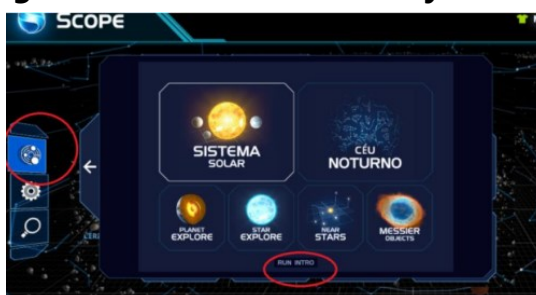 SCOPE
SISTEMA
SOLAR
CÉU
NOTURNO
PLANET
EXPLORE
STAR
EXPLORE
NEAR
STARS
MESSIER
OBJECTS
RUN INTRO